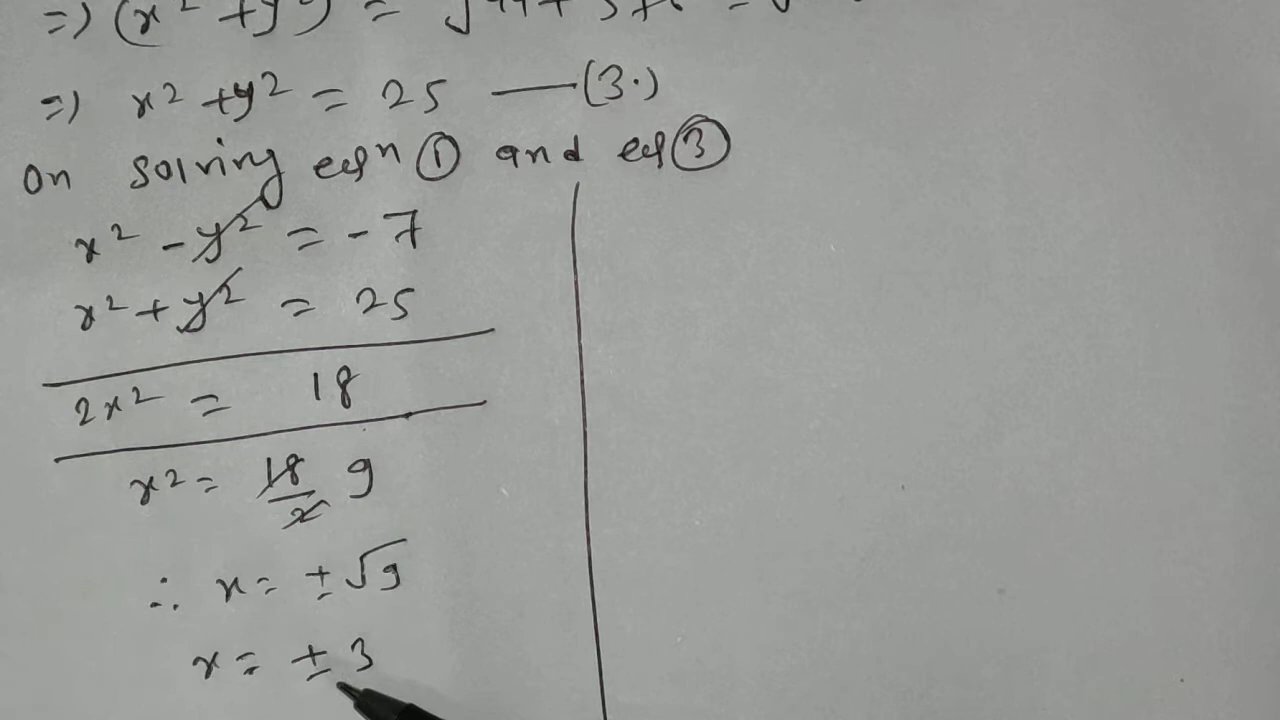 =) x² + y² = 25 —(3.)
On solving eqn ① and eq ③
x² - y² = -7
x² + y² = 25
2x² = 18
x² = 18/2 9
∴ x = ±√9
x = ± 3